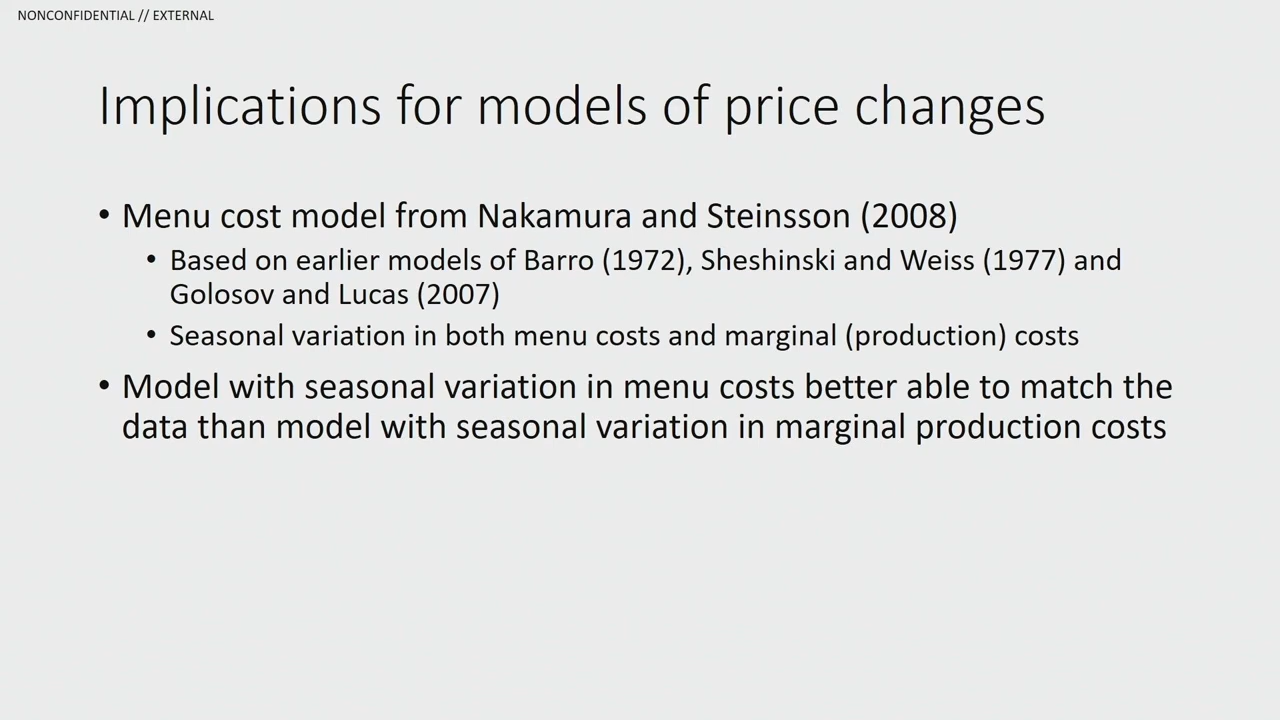 NONCONFIDENTIAL // EXTERNAL
Implications for models of price changes
• Menu cost model from Nakamura and Steinsson (2008)
• Based on earlier models of Barro (1972), Sheshinski and Weiss (1977) and
Golosov and Lucas (2007)
• Seasonal variation in both menu costs and marginal (production) costs
• Model with seasonal variation in menu costs better able to match the
data than model with seasonal variation in marginal production costs